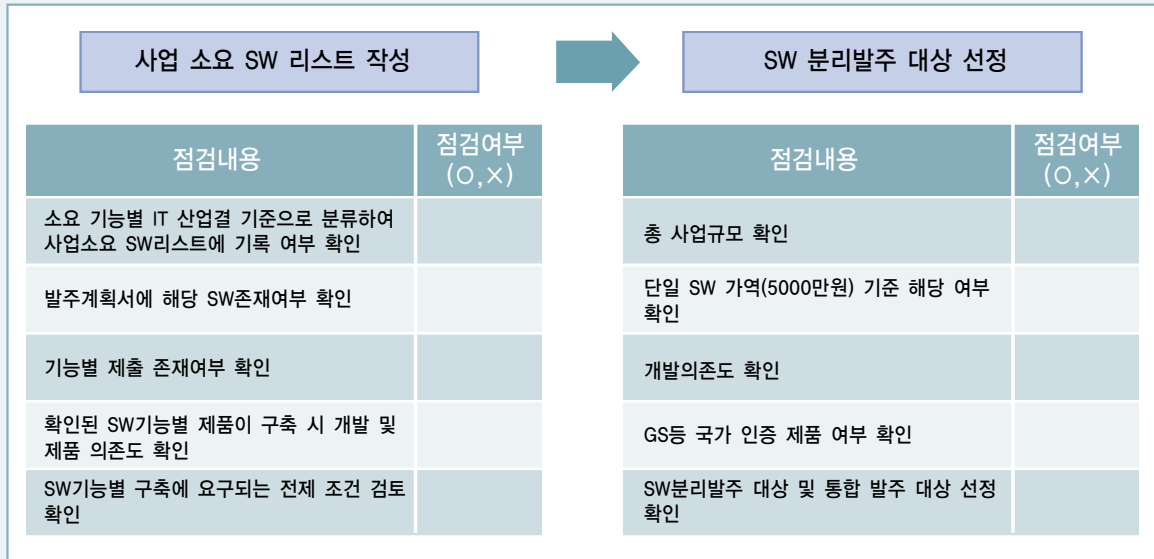 사업 소요 SW 리스트 작성
SW 분리발주 대상 선정
점검내용
점검여부
(○,×)
소요 기능별 IT 산업결 기준으로 분류하여
사업소요 SW리스트에 기록 여부 확인
발주계획서에 해당 SW존재여부 확인
기능별 제출 존재여부 확인
확인된 SW기능별 제품이 구축 시 개발 및
제품 의존도 확인
SW기능별 구축에 요구되는 전제 조건 검토
확인
점검내용
점검여부
(○,×)
총 사업규모 확인
단일 SW 가역(5000만원) 기준 해당 여부
확인
개발의존도 확인
GS등 국가 인증 제품 여부 확인
SW분리발주 대상 및 통합 발주 대상 선정
확인